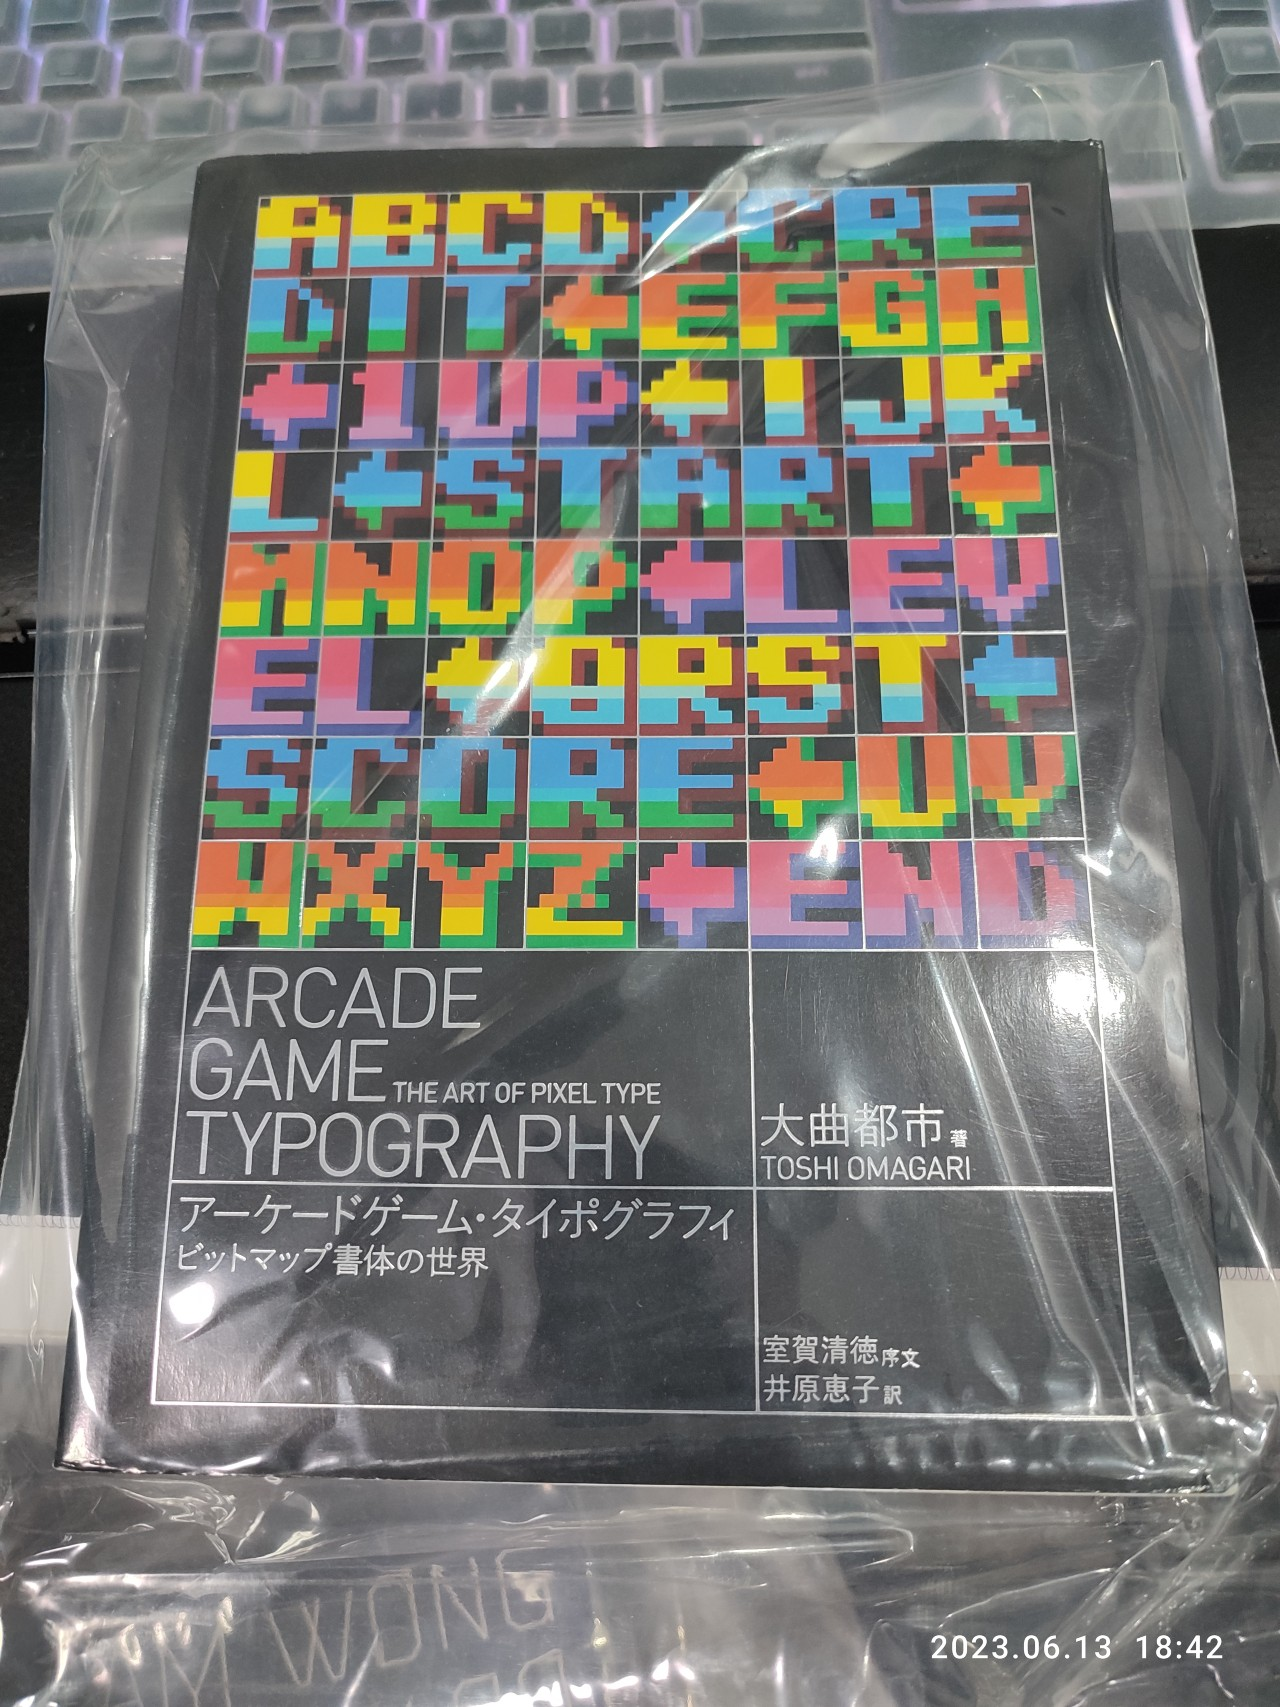 ABCD←CRE
DIT←EFGH
←1UP←IJK
L←START←
MNOP←LEV
EL←QRST←
SCORE←UV
WXYZ←END
ARCADE
GAME THE ART OF PIXEL TYPE
TYPOGRAPHY
大曲都市 著
TOSHI OMAGARI
アーケードゲーム・タイポグラフィ
ビットマップ書体の世界
室賀清徳 序文
井原恵子 訳
WONG
2023.06.13 18:42